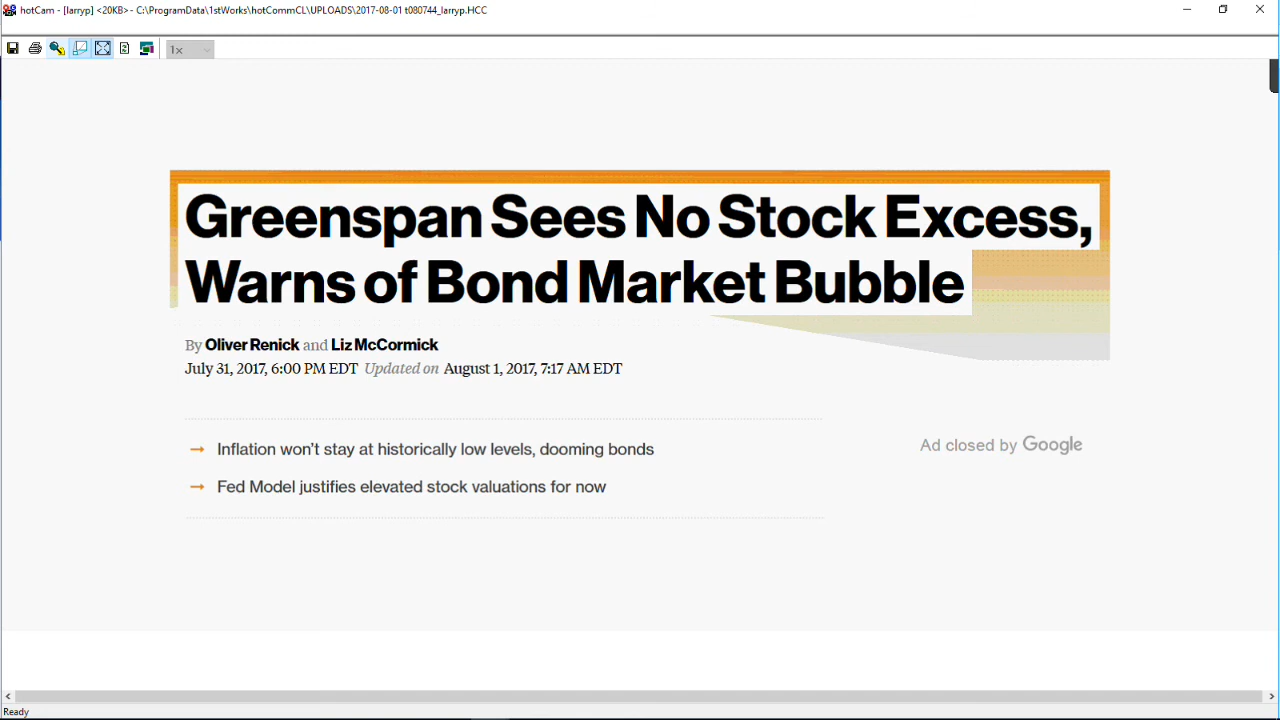 hotCam - [larryp] <20KB> - C:\ProgramData\1stWorks\hotCommCL\UPLOADS\2017-08-01 t080744_larryp.HCC
1x
Greenspan Sees No Stock Excess,
Warns of Bond Market Bubble
By Oliver Renick and Liz McCormick
July 31, 2017, 6:00 PM EDT Updated on August 1, 2017, 7:17 AM EDT
Inflation won't stay at historically low levels, dooming bonds
Ad closed by Google
Fed Model justifies elevated stock valuations for now
Ready